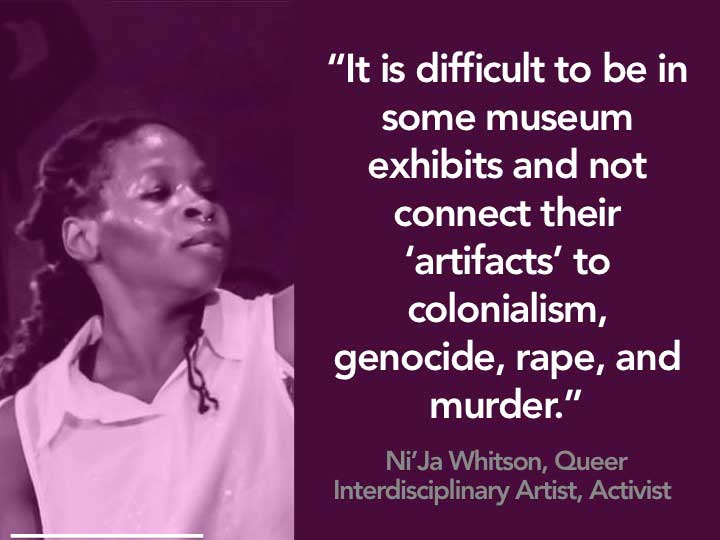 “It is difficult to be in
some museum
exhibits and not
connect their
‘artifacts’ to
colonialism,
genocide, rape, and
murder.”
Ni’Ja Whitson, Queer
Interdisciplinary Artist, Activist